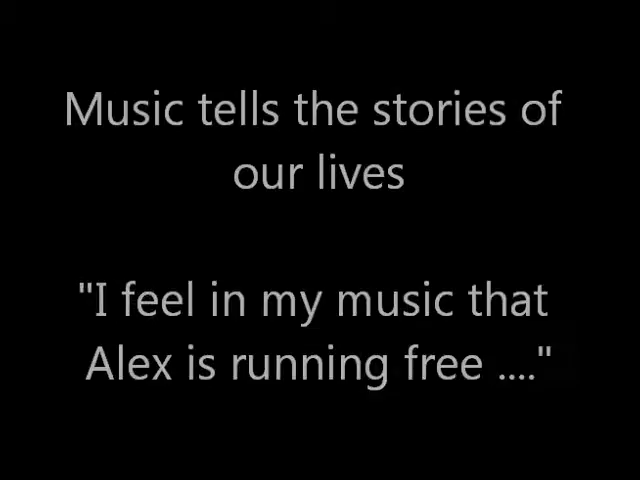 Music tells the stories of
our lives
"I feel in my music that
Alex is running free ...."